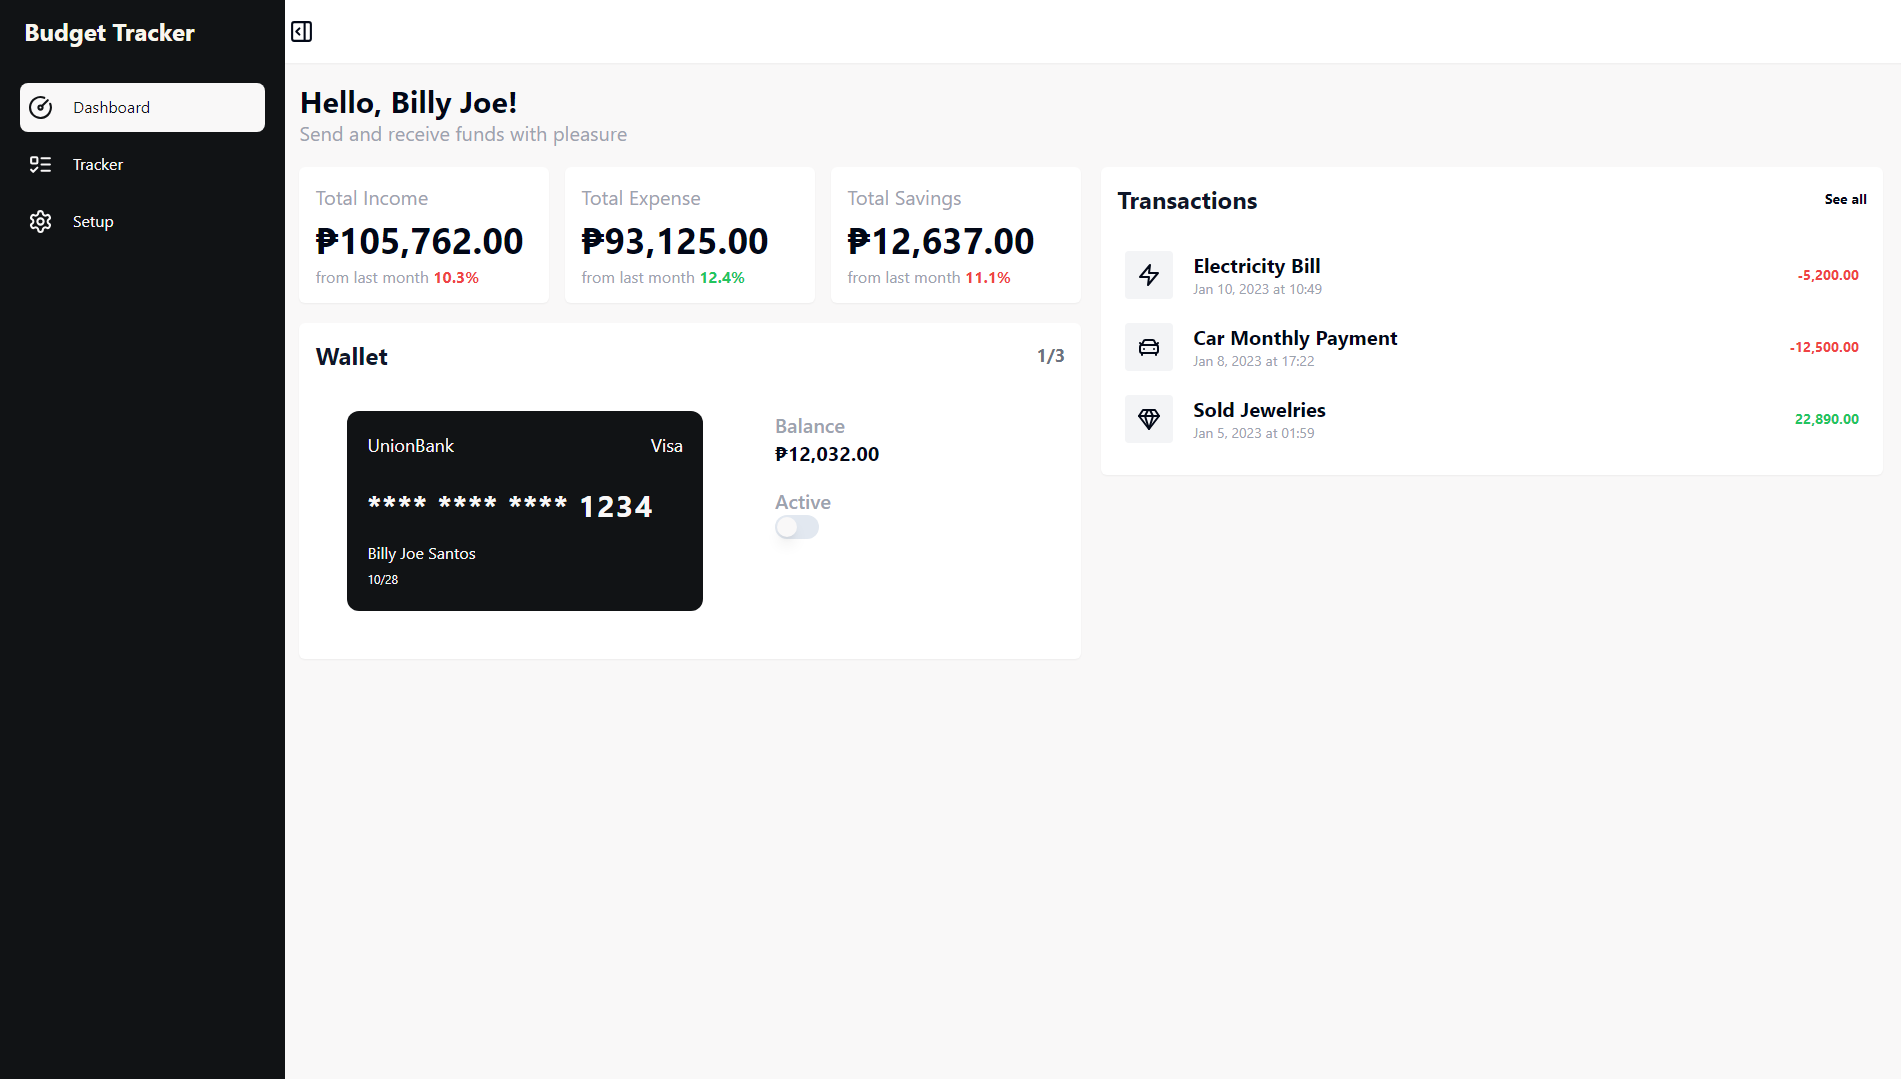 Budget Tracker
Dashboard
Tracker
Setup
Hello, Billy Joe!
Send and receive funds with pleasure
Total Income
₱105,762.00
from last month 10.3%
Total Expense
₱93,125.00
from last month 12.4%
Total Savings
₱12,637.00
from last month 11.1%
Wallet
1/3
UnionBank
Visa
**** **** **** 1234
Billy Joe Santos
10/28
Balance
₱12,032.00
Active
Transactions
See all
Electricity Bill
Jan 10, 2023 at 10:49
-5,200.00
Car Monthly Payment
Jan 8, 2023 at 17:22
-12,500.00
Sold Jewelries
Jan 5, 2023 at 01:59
22,890.00